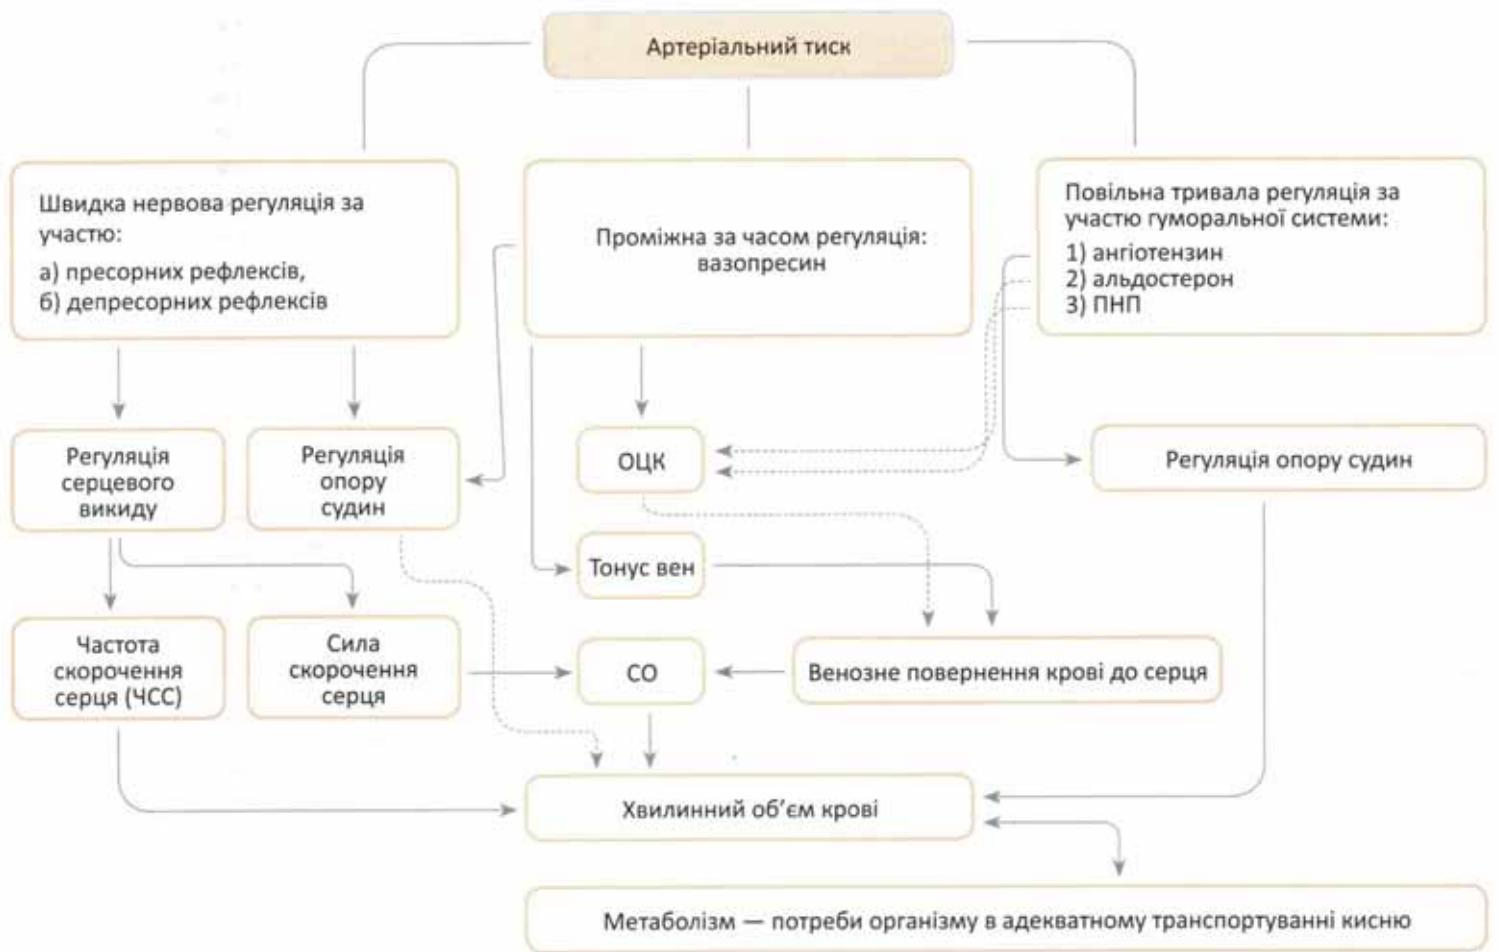 Артеріальний тиск
Швидка нервова регуляція за
участю:
а) пресорних рефлексів,
б) депресорних рефлексів
Проміжна за часом регуляція:
вазопресин
Повільна тривала регуляція за
участю гуморальної системи:
1) ангіотензин
2) альдостерон
3) ПНП
Регуляція
серцевого
викиду
Регуляція
опору
судин
ОЦК
Регуляція опору судин
Тонус вен
Частота
скорочення
серця (ЧСС)
Сила
скорочення
серця
СО
Венозне повернення крові до серця
Хвилинний об’єм крові
Метаболізм — потреби організму в адекватному транспортуванні кисню